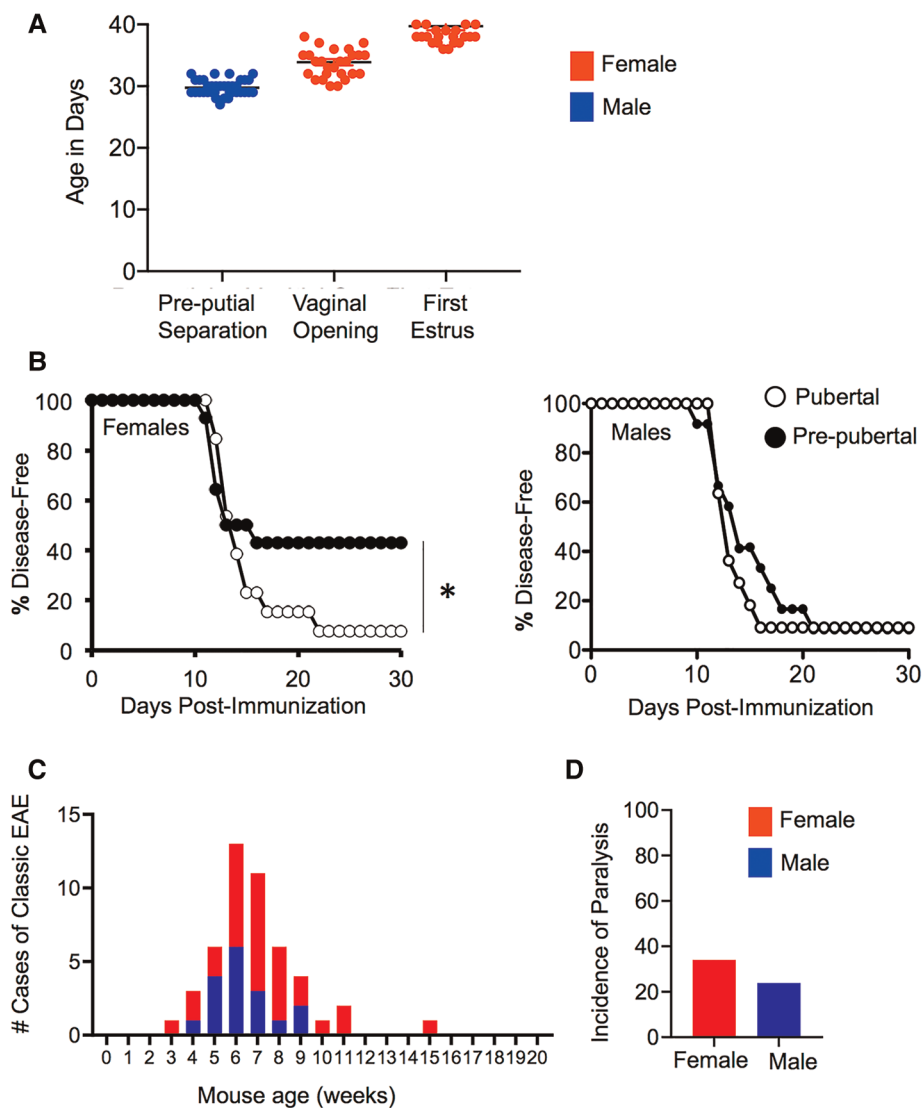 A
Age in Days
40
30
20
10
0
Pre-putial
Separation
Vaginal
Opening
First
Estrus
Female
Male
B
% Disease-Free
100
80
60
40
20
0
Females
*
0 10 20 30
Days Post-Immunization
% Disease-Free
100
80
60
40
20
0
Males
Pubertal
Pre-pubertal
0 10 20 30
Days Post-Immunization
C
# Cases of Classic EAE
15
10
5
0
0 1 2 3 4 5 6 7 8 9 10 11 12 13 14 15 16 17 18 19 20
Mouse age (weeks)
D
Incidence of Paralysis
100
80
60
40
20
0
Female
Male
Female Male